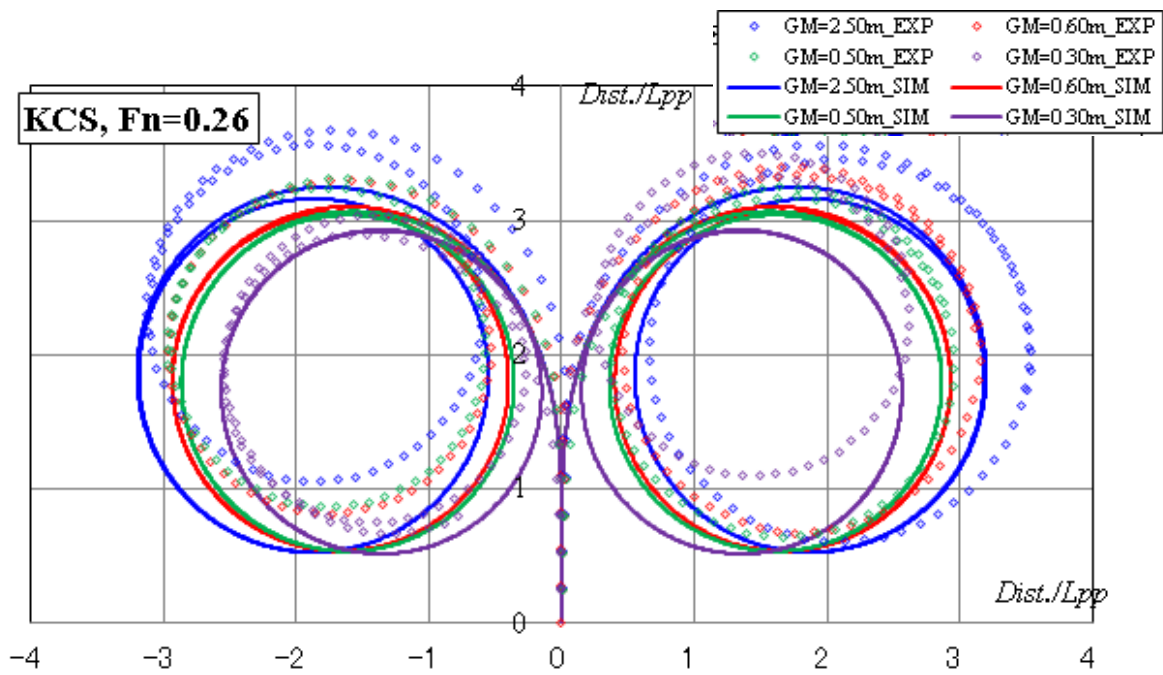 GM=2.50m_EXP GM=0.60m_EXP
GM=0.50m_EXP GM=0.30m_EXP
GM=2.50m_SIM GM=0.60m_SIM
GM=0.50m_SIM GM=0.30m_SIM
4
Dist./Lpp
KCS, Fn=0.26
3
2
1
Dist./Lpp
0
-4 -3 -2 -1 0 1 2 3 4